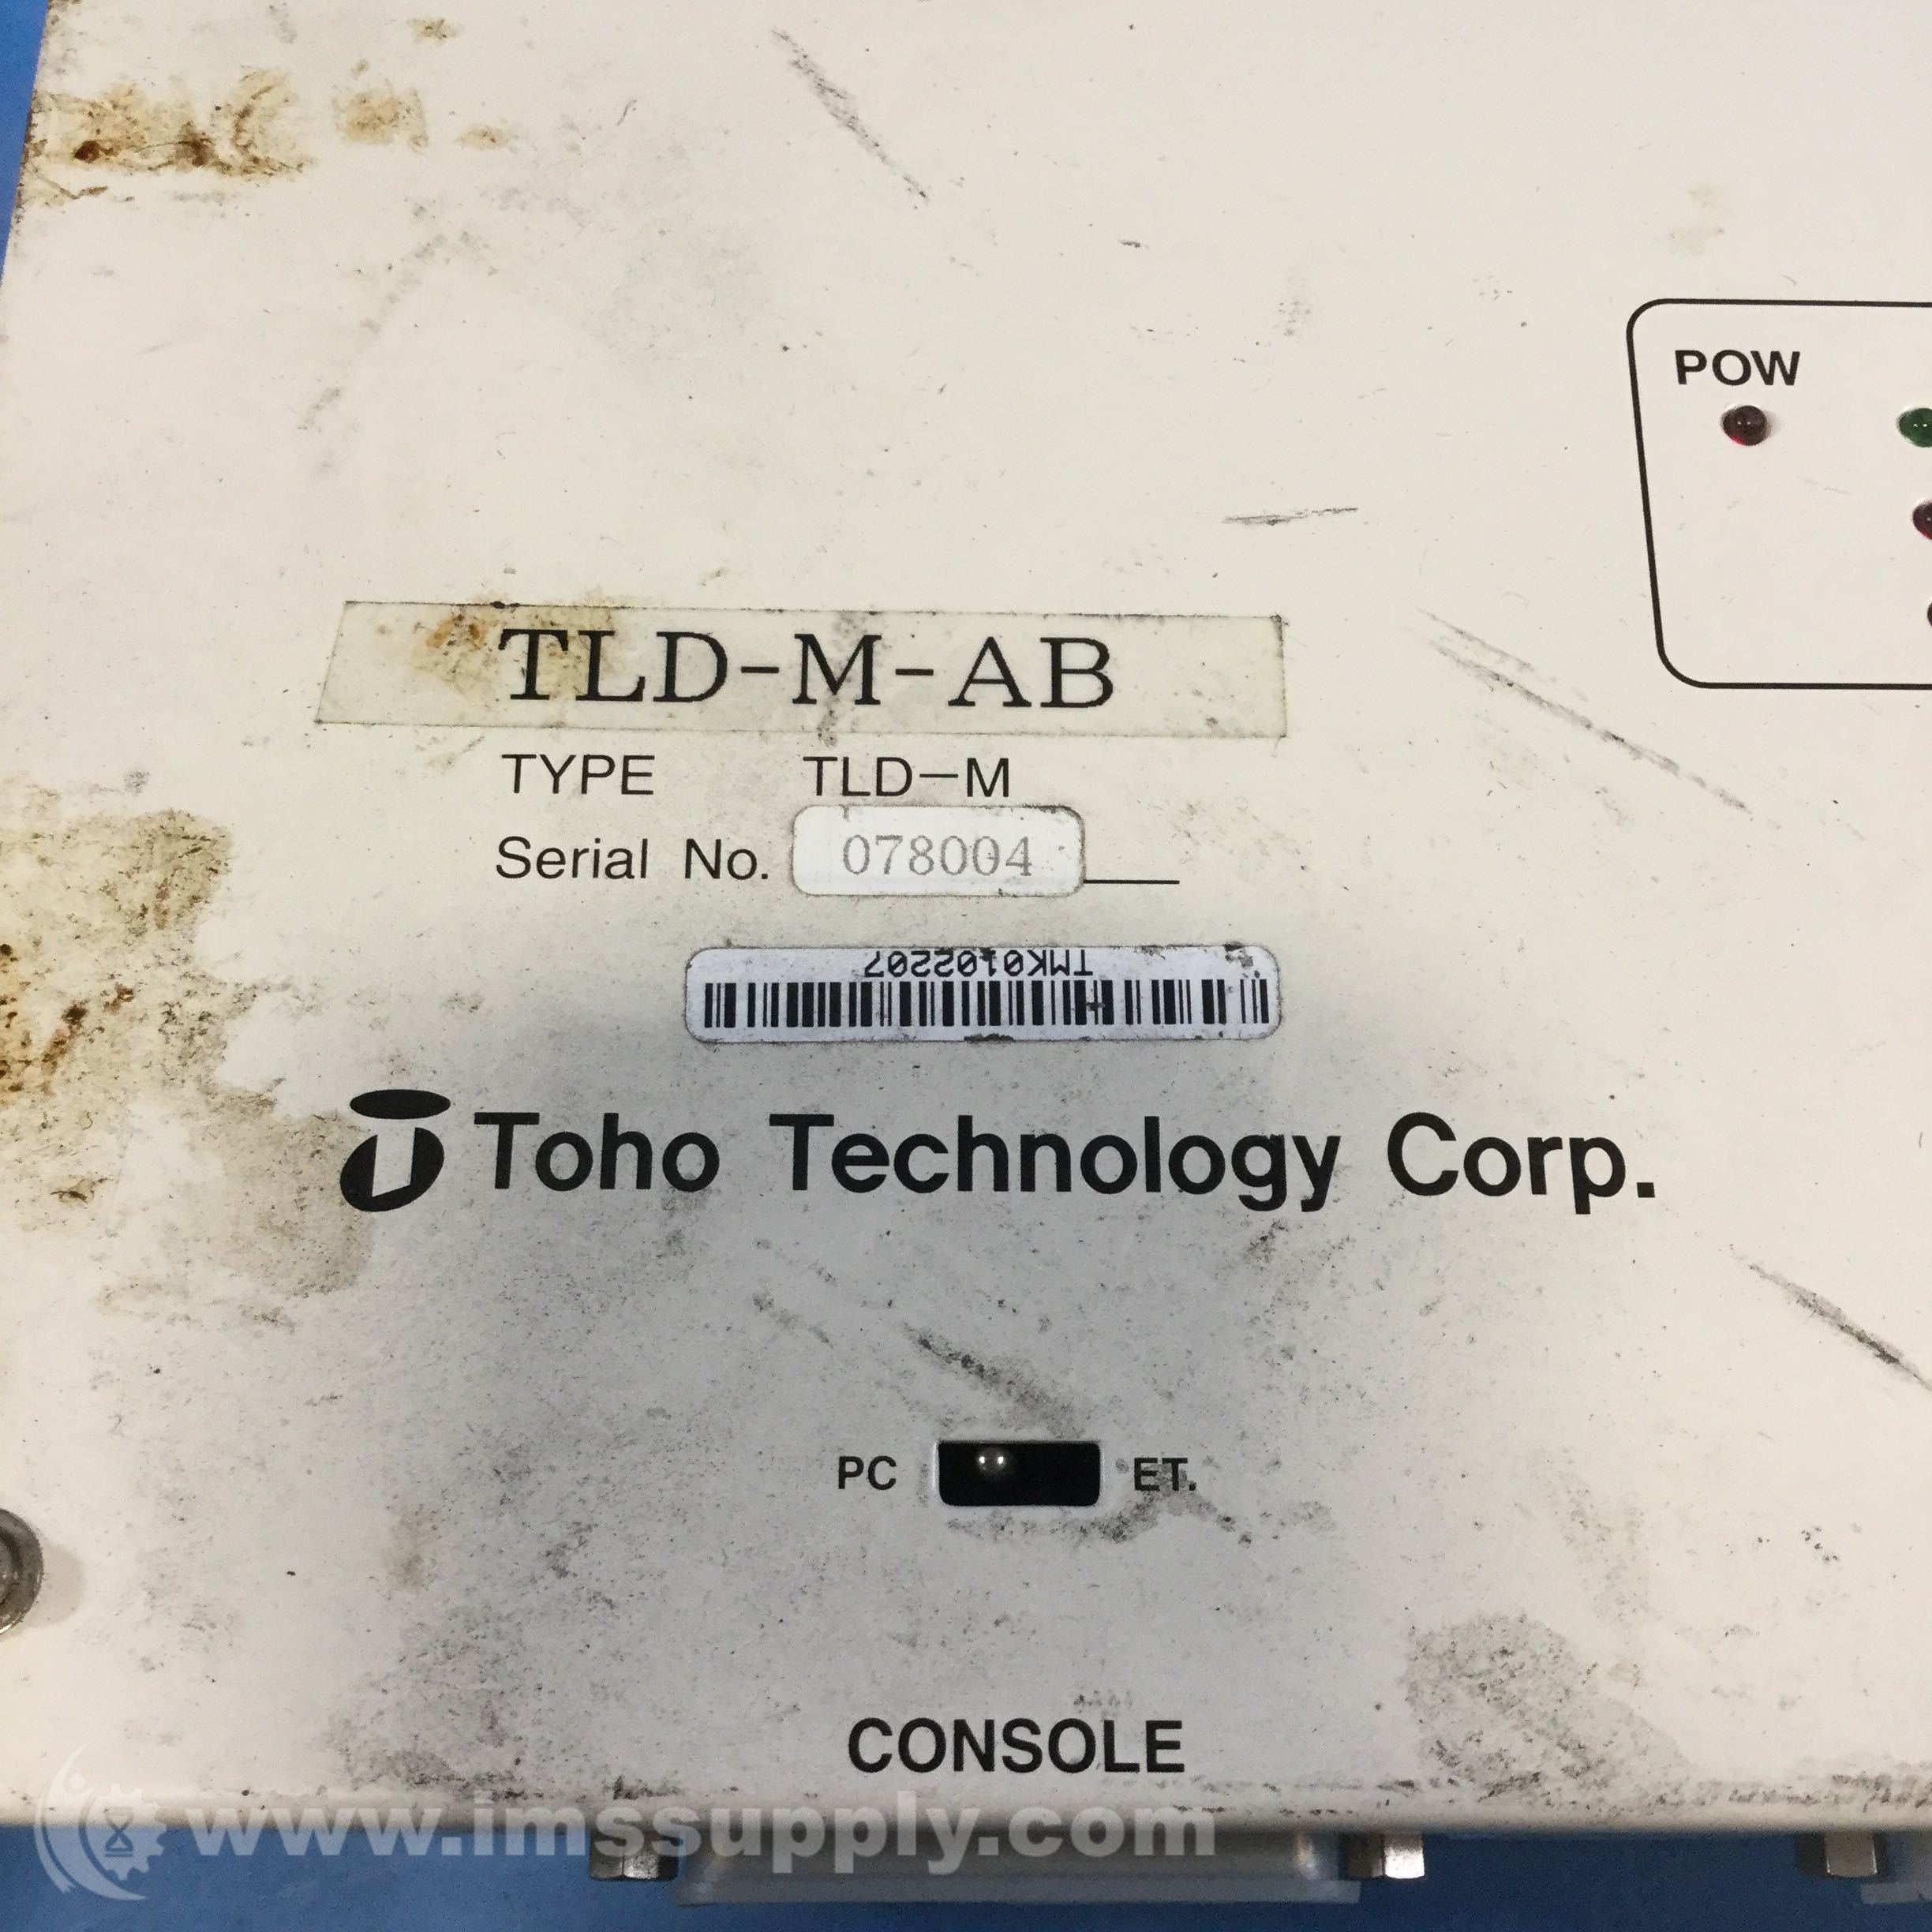 POW
TLD-M-AB
TYPE TLD-M
Serial No. 078004
TMK0102207
Toho Technology Corp.
PC ET.
CONSOLE
www.imssupply.com